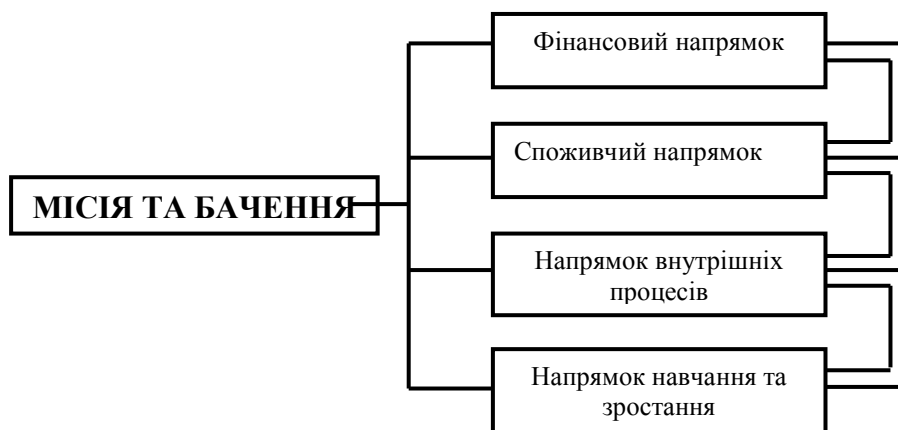 Фінансовий напрямок
Споживчий напрямок
МІСІЯ ТА БАЧЕННЯ
Напрямок внутрішніх
процесів
Напрямок навчання та
зростання